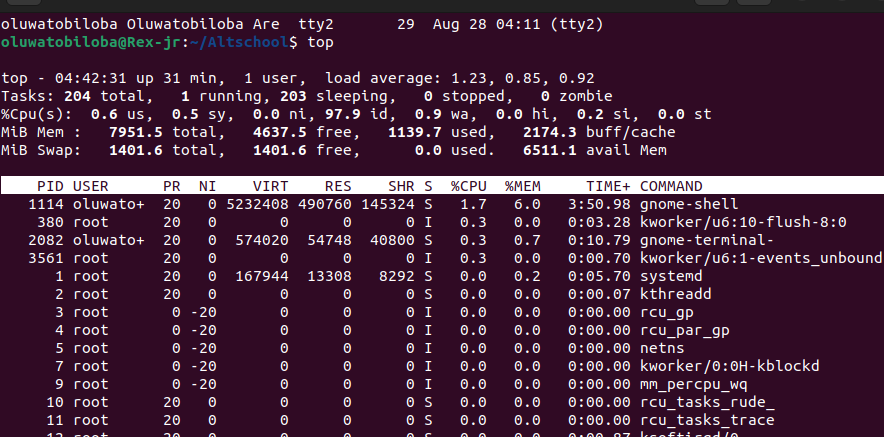 oluwatobiloba Oluwatobiloba Are  tty2        29  Aug 28 04:11 (tty2)
oluwatobiloba@Rex-jr:~/Altschool$ top
top - 04:42:31 up 31 min,  1 user,  load average: 1.23, 0.85, 0.92
Tasks: 204 total,   1 running, 203 sleeping,   0 stopped,   0 zombie
%Cpu(s):  0.6 us,  0.5 sy,  0.0 ni, 97.9 id,  0.9 wa,  0.0 hi,  0.2 si,  0.0 st
MiB Mem :   7951.5 total,   4637.5 free,   1139.7 used,   2174.3 buff/cache
MiB Swap:   1401.6 total,   1401.6 free,      0.0 used.   6511.1 avail Mem
PID USER      PR  NI    VIRT    RES    SHR S  %CPU  %MEM     TIME+ COMMAND
1114 oluwato+  20   0 5232408 490760 145324 S   1.7   6.0   3:50.98 gnome-shell
380 root      20   0       0      0      0 I   0.3   0.0   0:03.28 kworker/u6:10-flush-8:0
2082 oluwato+  20   0  574020  54748  40800 S   0.3   0.7   0:10.79 gnome-terminal-
3561 root      20   0       0      0      0 I   0.3   0.0   0:00.70 kworker/u6:1-events_unbound
1 root      20   0  167944  13308   8292 S   0.0   0.2   0:05.70 systemd
2 root      20   0       0      0      0 S   0.0   0.0   0:00.07 kthreadd
3 root       0 -20       0      0      0 I   0.0   0.0   0:00.00 rcu_gp
4 root       0 -20       0      0      0 I   0.0   0.0   0:00.00 rcu_par_gp
5 root       0 -20       0      0      0 I   0.0   0.0   0:00.00 netns
7 root       0 -20       0      0      0 I   0.0   0.0   0:00.00 kworker/0:0H-kblockd
9 root       0 -20       0      0      0 I   0.0   0.0   0:00.00 mm_percpu_wq
10 root      20   0       0      0      0 S   0.0   0.0   0:00.00 rcu_tasks_rude_
11 root      20   0       0      0      0 S   0.0   0.0   0:00.00 rcu_tasks_trace